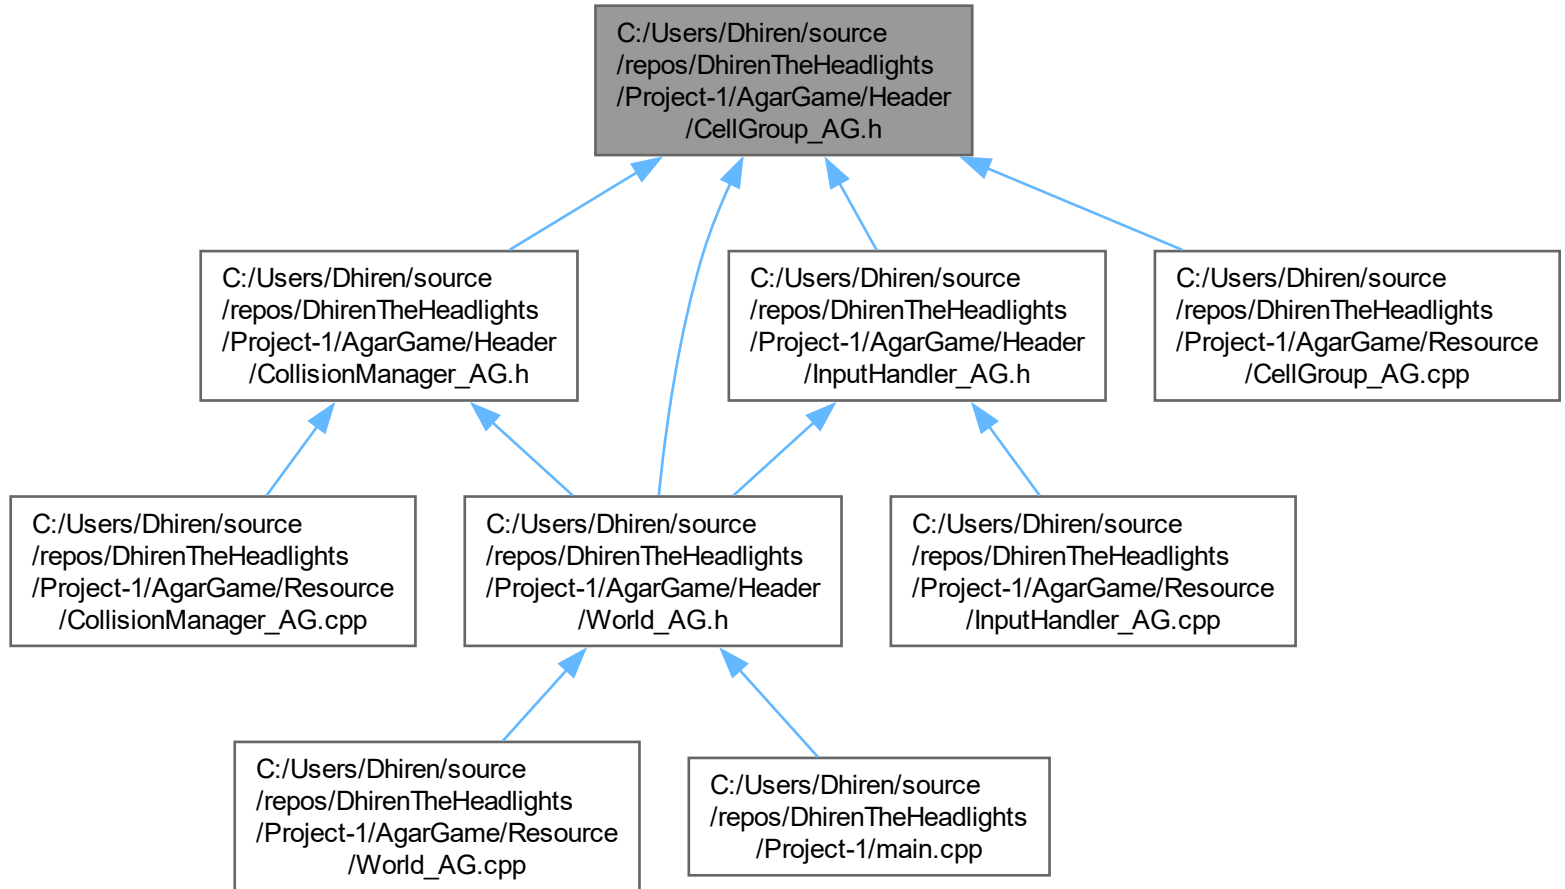 C:/Users/Dhiren/source
/repos/DhirenTheHeadlights
/Project-1/AgarGame/Header
/CellGroup_AG.h
C:/Users/Dhiren/source
/repos/DhirenTheHeadlights
/Project-1/AgarGame/Header
/CollisionManager_AG.h
C:/Users/Dhiren/source
/repos/DhirenTheHeadlights
/Project-1/AgarGame/Header
/InputHandler_AG.h
C:/Users/Dhiren/source
/repos/DhirenTheHeadlights
/Project-1/AgarGame/Resource
/CellGroup_AG.cpp
C:/Users/Dhiren/source
/repos/DhirenTheHeadlights
/Project-1/AgarGame/Resource
/CollisionManager_AG.cpp
C:/Users/Dhiren/source
/repos/DhirenTheHeadlights
/Project-1/AgarGame/Header
/World_AG.h
C:/Users/Dhiren/source
/repos/DhirenTheHeadlights
/Project-1/AgarGame/Resource
/InputHandler_AG.cpp
C:/Users/Dhiren/source
/repos/DhirenTheHeadlights
/Project-1/AgarGame/Resource
/World_AG.cpp
C:/Users/Dhiren/source
/repos/DhirenTheHeadlights
/Project-1/main.cpp